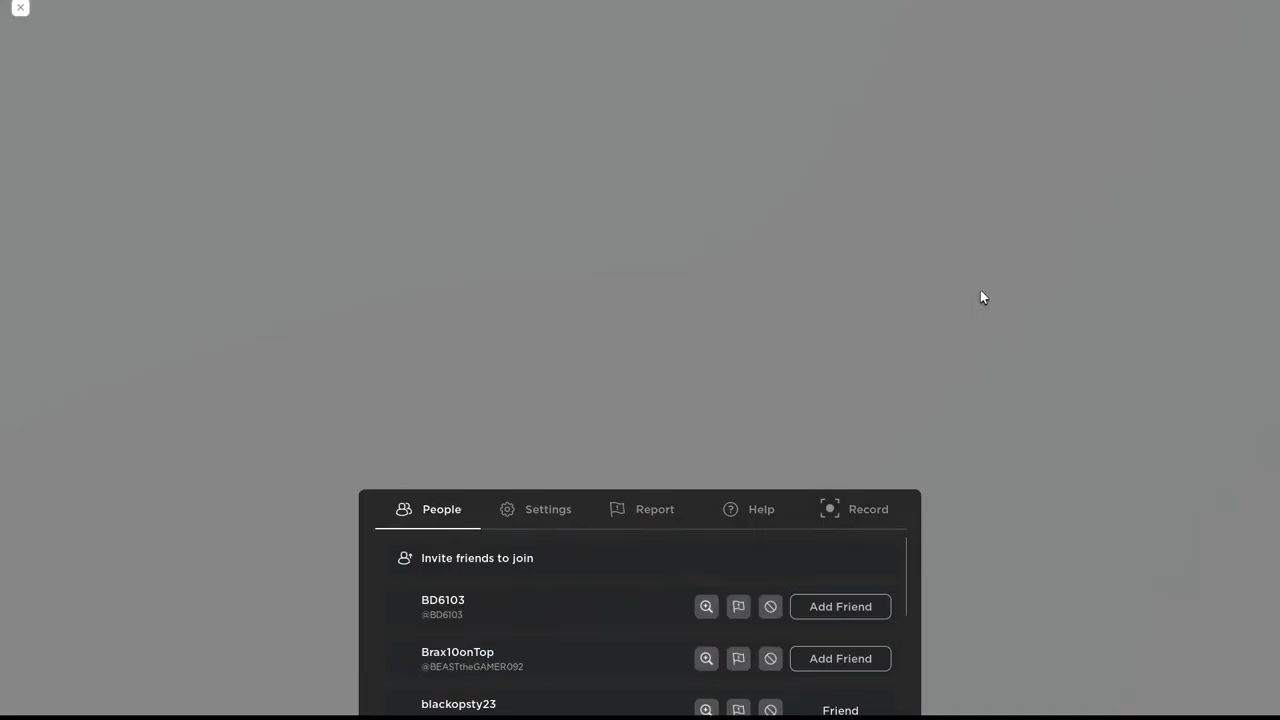 People Settings Report Help Record
Invite friends to join
BD6103
@BD6103
Add Friend
Brax10onTop
@BEASTtheGAMER092
Add Friend
blackopsty23
Friend